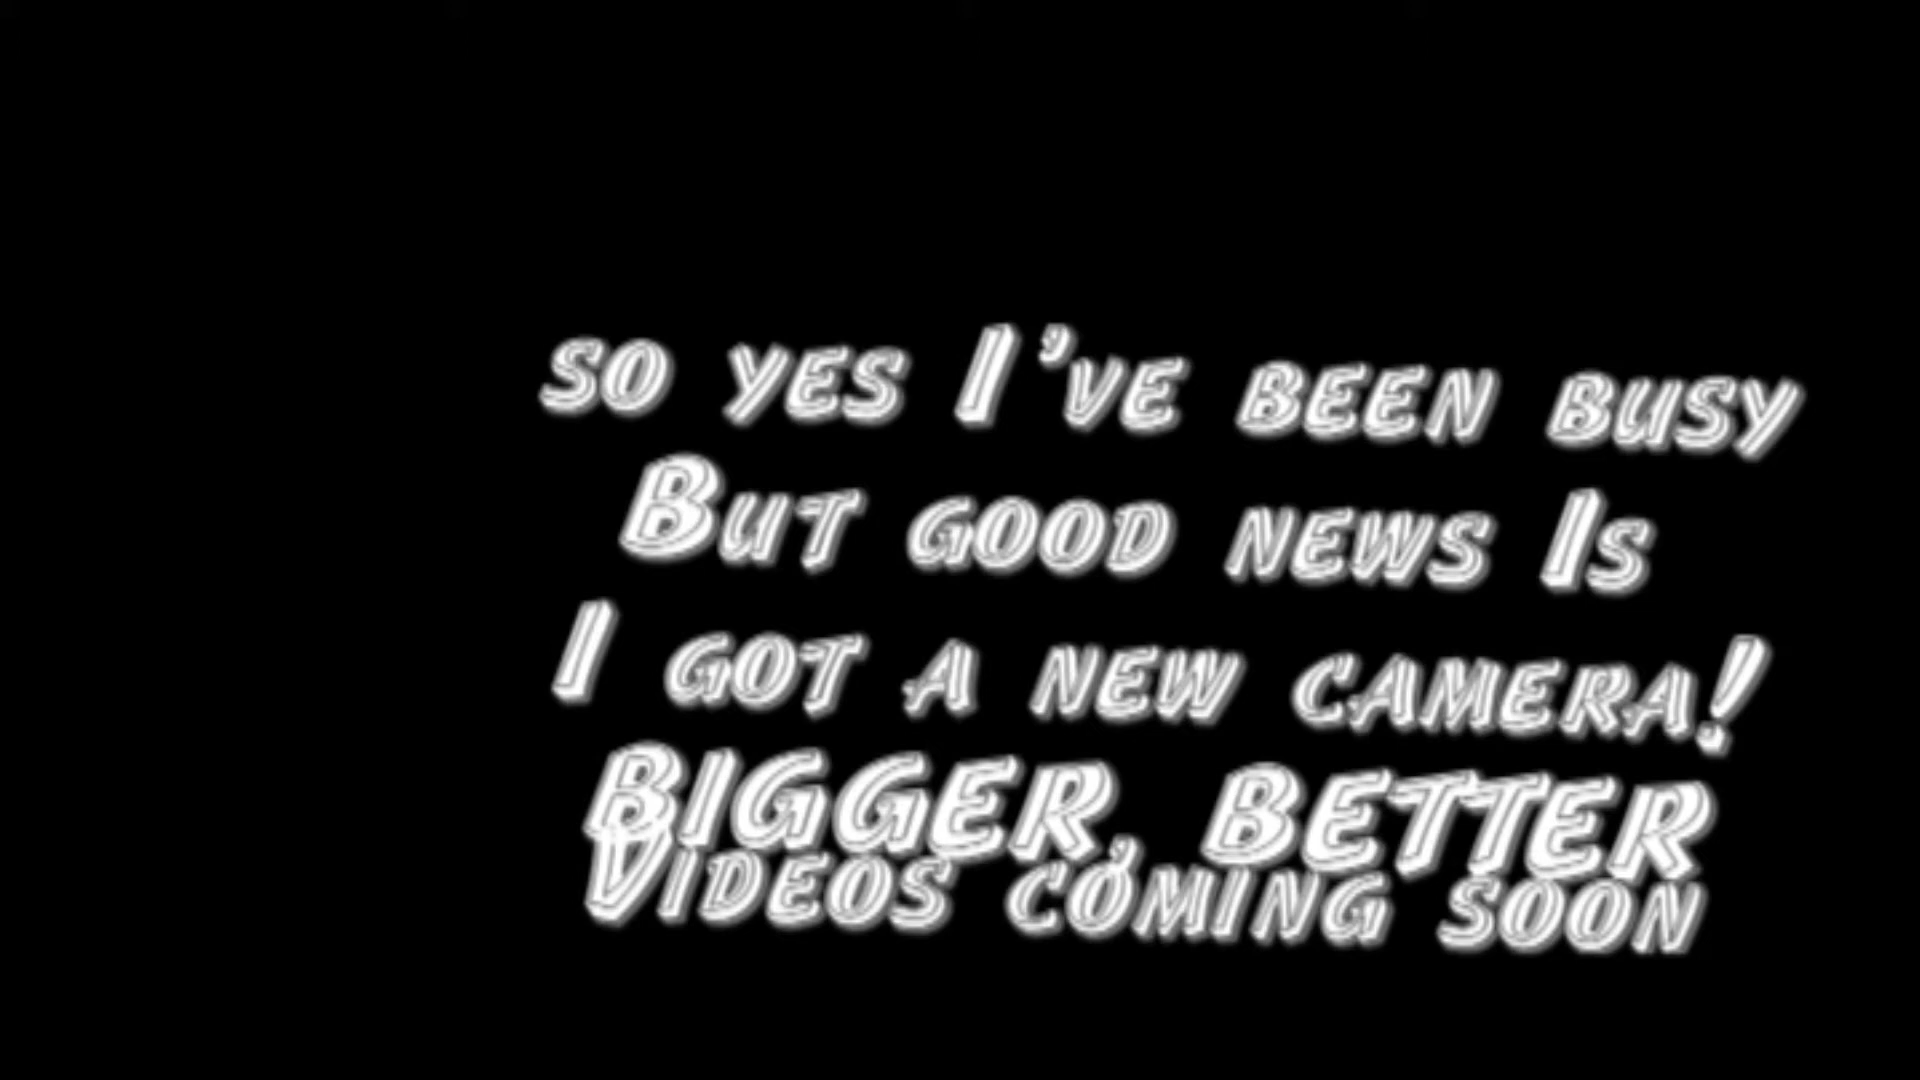 so yes I've been busy
But good news Is
I got a new camera!
BIGGER, BETTER
Videos coming soon